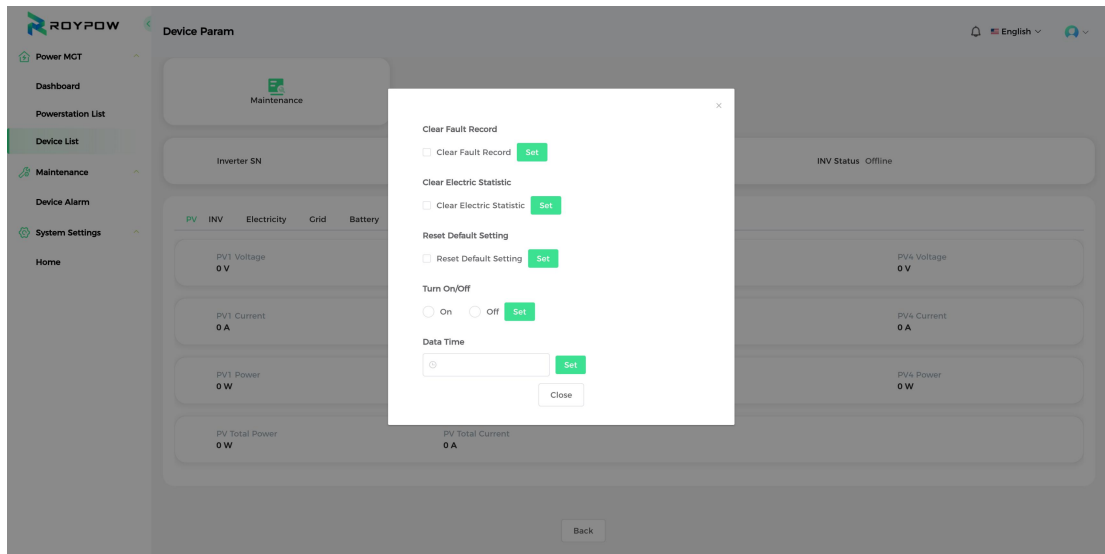 ROYPOW
Device Param
English
Power MGT
Dashboard
Powerstation List
Device List
Maintenance
Device Alarm
System Settings
Home
Maintenance
Inverter SN
INV Status Offline
PV INV Electricity Grid Battery
PV1 Voltage
0 V
PV4 Voltage
0 V
PV1 Current
0 A
PV4 Current
0 A
PV1 Power
0 W
PV4 Power
0 W
PV Total Power
0 W
PV Total Current
0 A
Clear Fault Record
Clear Fault Record Set
Clear Electric Statistic
Clear Electric Statistic Set
Reset Default Setting
Reset Default Setting Set
Turn On/Off
On Off Set
Data Time
Set
Close
Back